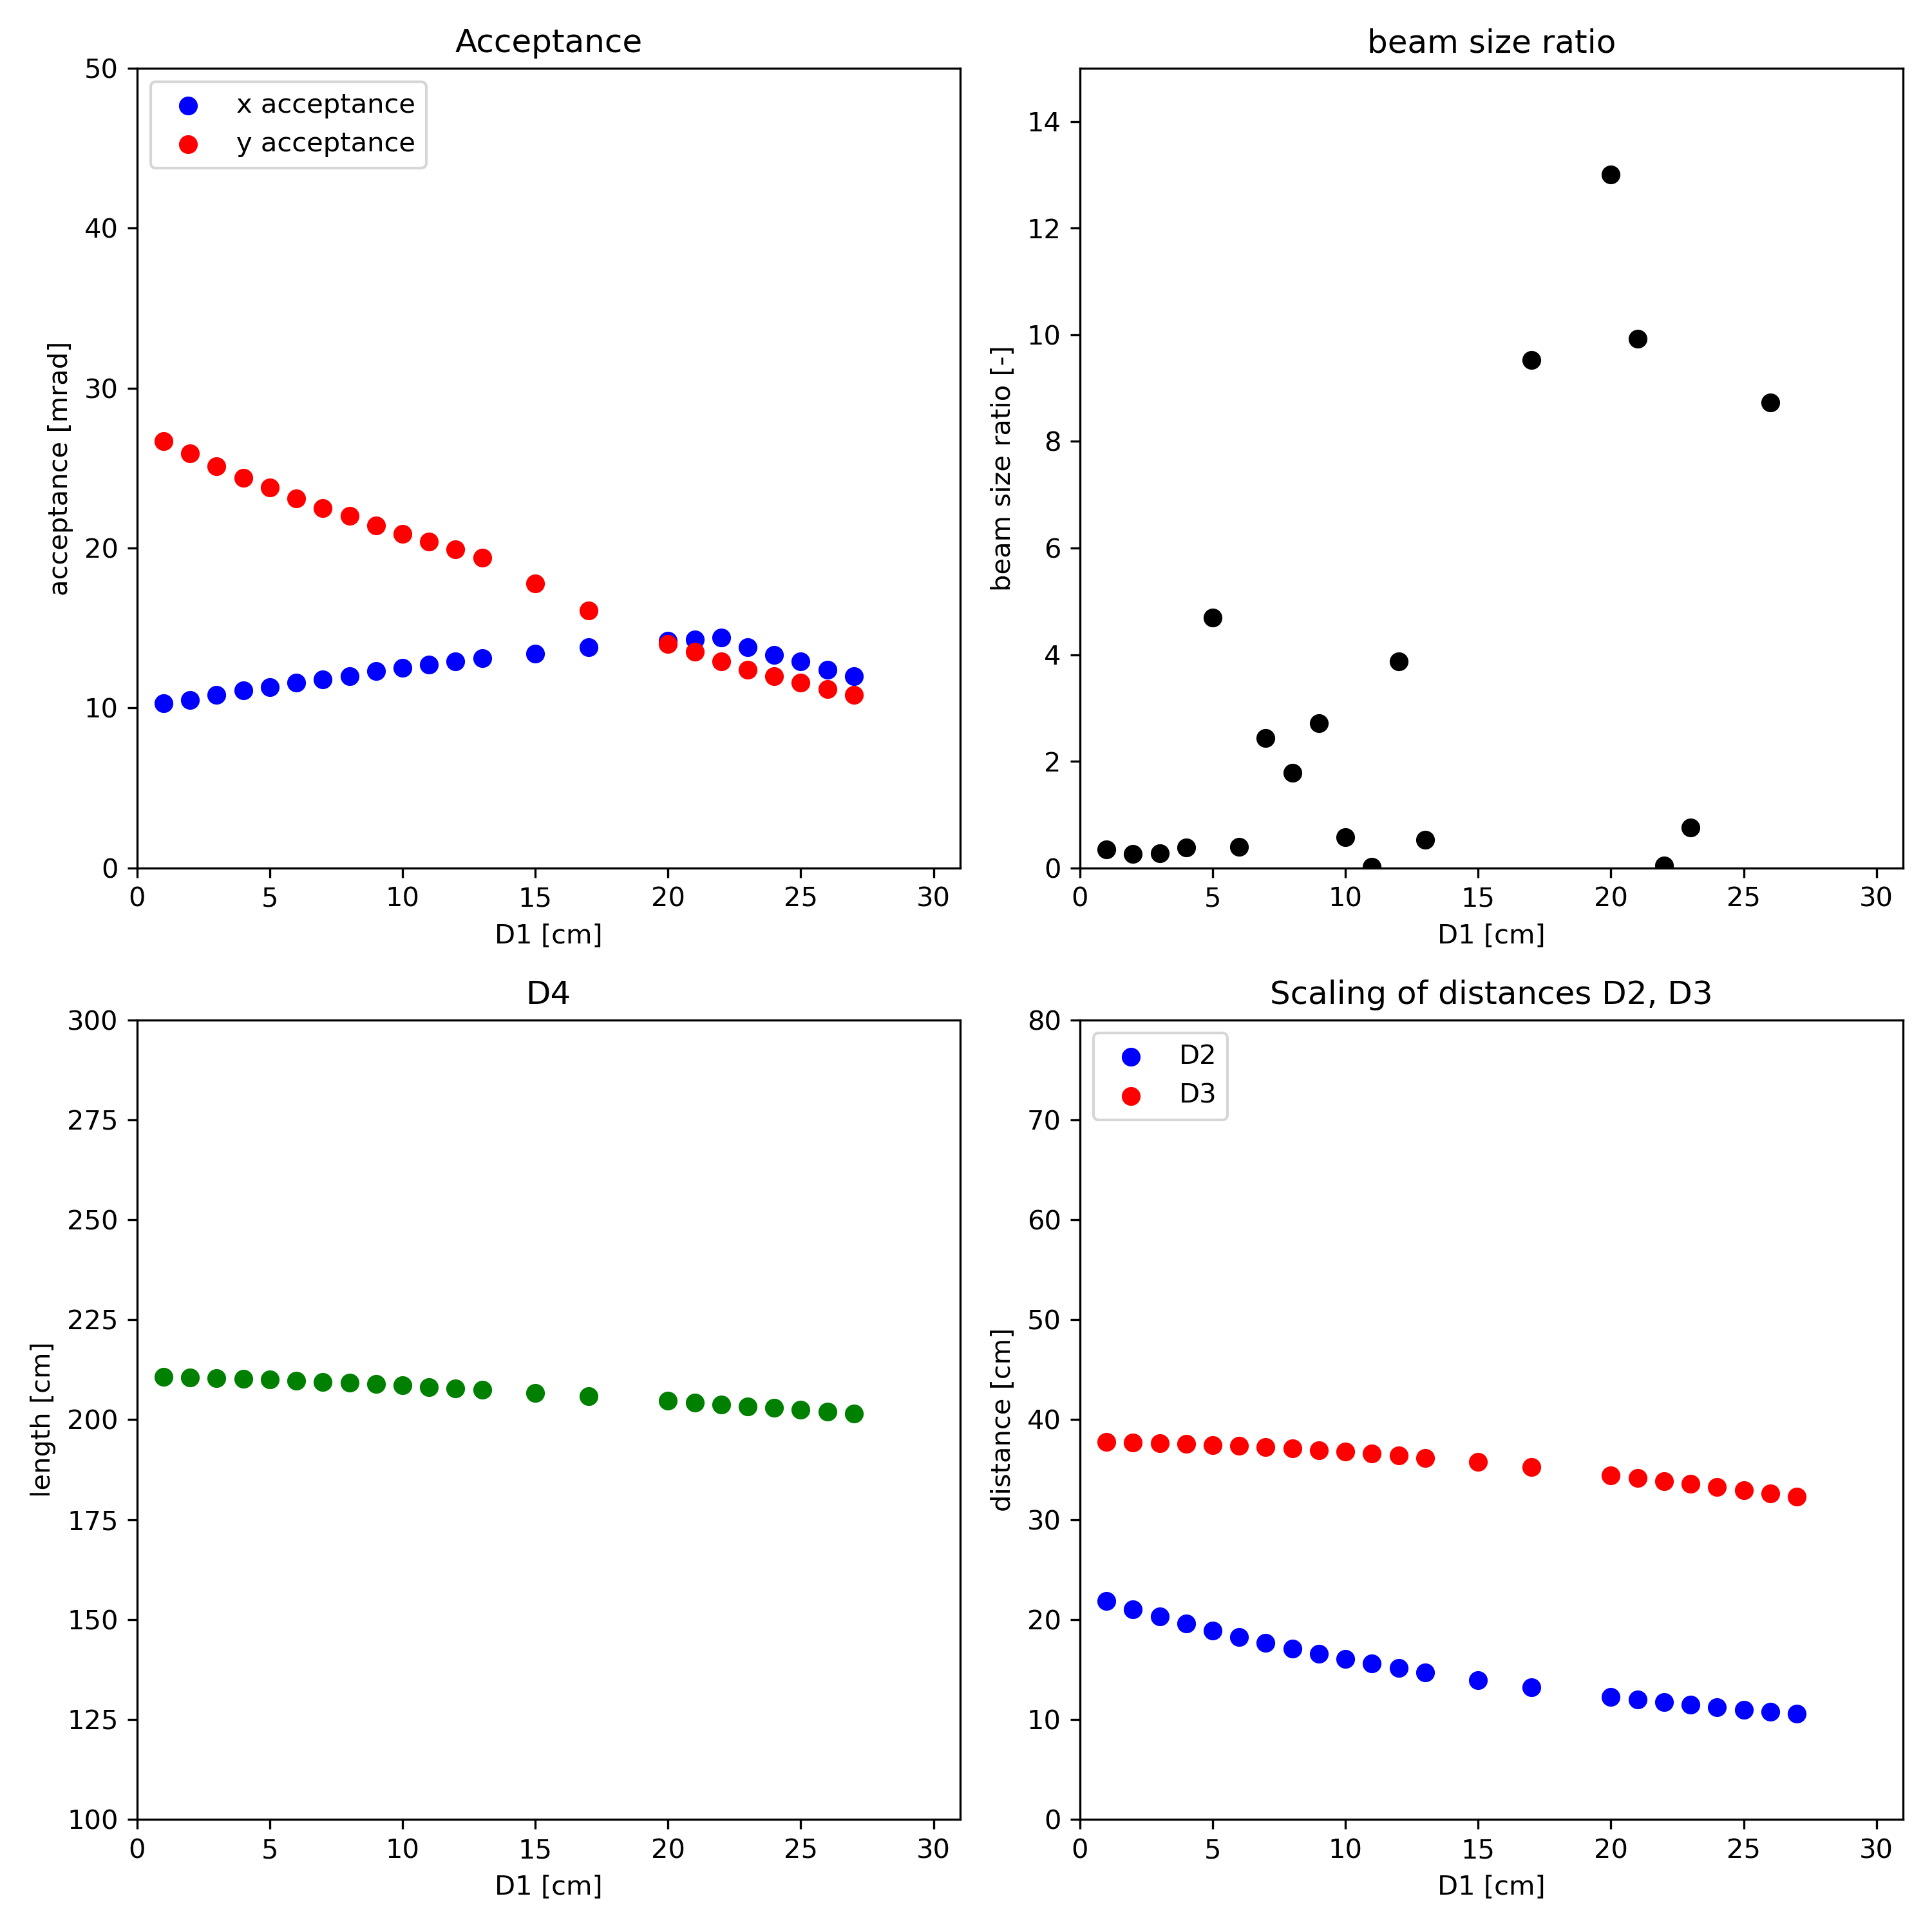 Acceptance
50
40
30
20
10
0
acceptance [mrad]
x acceptance
y acceptance
0 5 10 15 20 25 30
D1 [cm]
beam size ratio
14
12
10
8
6
4
2
0
beam size ratio [-]
0 5 10 15 20 25 30
D1 [cm]
D4
300
275
250
225
200
175
150
125
100
length [cm]
0 5 10 15 20 25 30
D1 [cm]
Scaling of distances D2, D3
80
70
60
50
40
30
20
10
0
distance [cm]
D2
D3
0 5 10 15 20 25 30
D1 [cm]